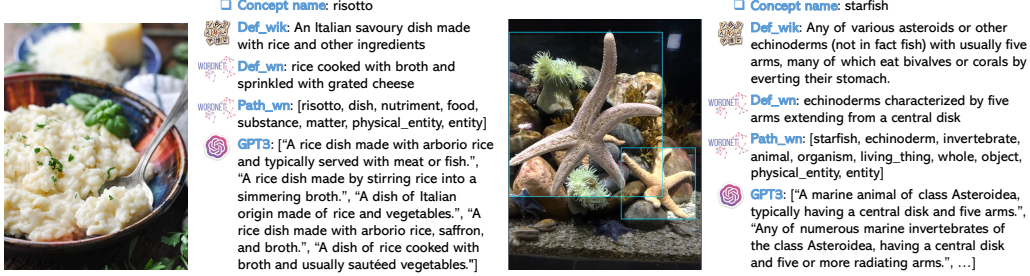 Concept name: risotto
Def_wik: An Italian savoury dish made
with rice and other ingredients
WORDNET
Def_wn: rice cooked with broth and
sprinkled with grated cheese
WORDNET
Path_wn: [risotto, dish, nutriment, food,
substance, matter, physical_entity, entity]
GPT3: [“A rice dish made with arborio rice
and typically served with meat or fish.”,
“A rice dish made by stirring rice into a
simmering broth.”, “A dish of Italian
origin made of rice and vegetables.”, “A
rice dish made with arborio rice, saffron,
and broth.”, “A dish of rice cooked with
broth and usually sautéed vegetables."]
Concept name: starfish
Def_wik: Any of various asteroids or other
echinoderms (not in fact fish) with usually five
arms, many of which eat bivalves or corals by
everting their stomach.
WORDNET
Def_wn: echinoderms characterized by five
arms extending from a central disk
WORDNET
Path_wn: [starfish, echinoderm, invertebrate,
animal, organism, living_thing, whole, object,
physical_entity, entity]
GPT3: [“A marine animal of class Asteroidea,
typically having a central disk and five arms.”,
“Any of numerous marine invertebrates of
the class Asteroidea, having a central disk
and five or more radiating arms.”, …]